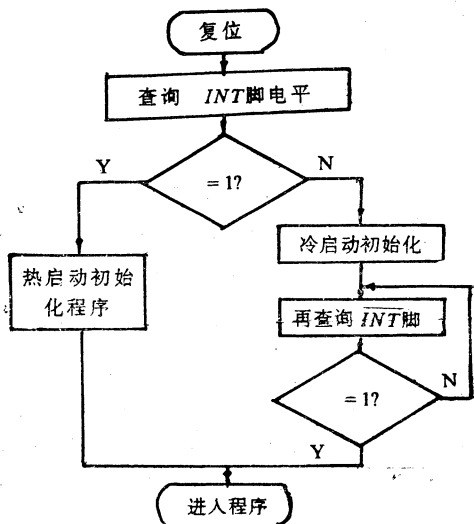 复位
查询 INT脚电平
Y
= 1?
N
冷启动初始化
热启动初始
化程序
再查询 INT脚
= 1?
N
Y
进入程序